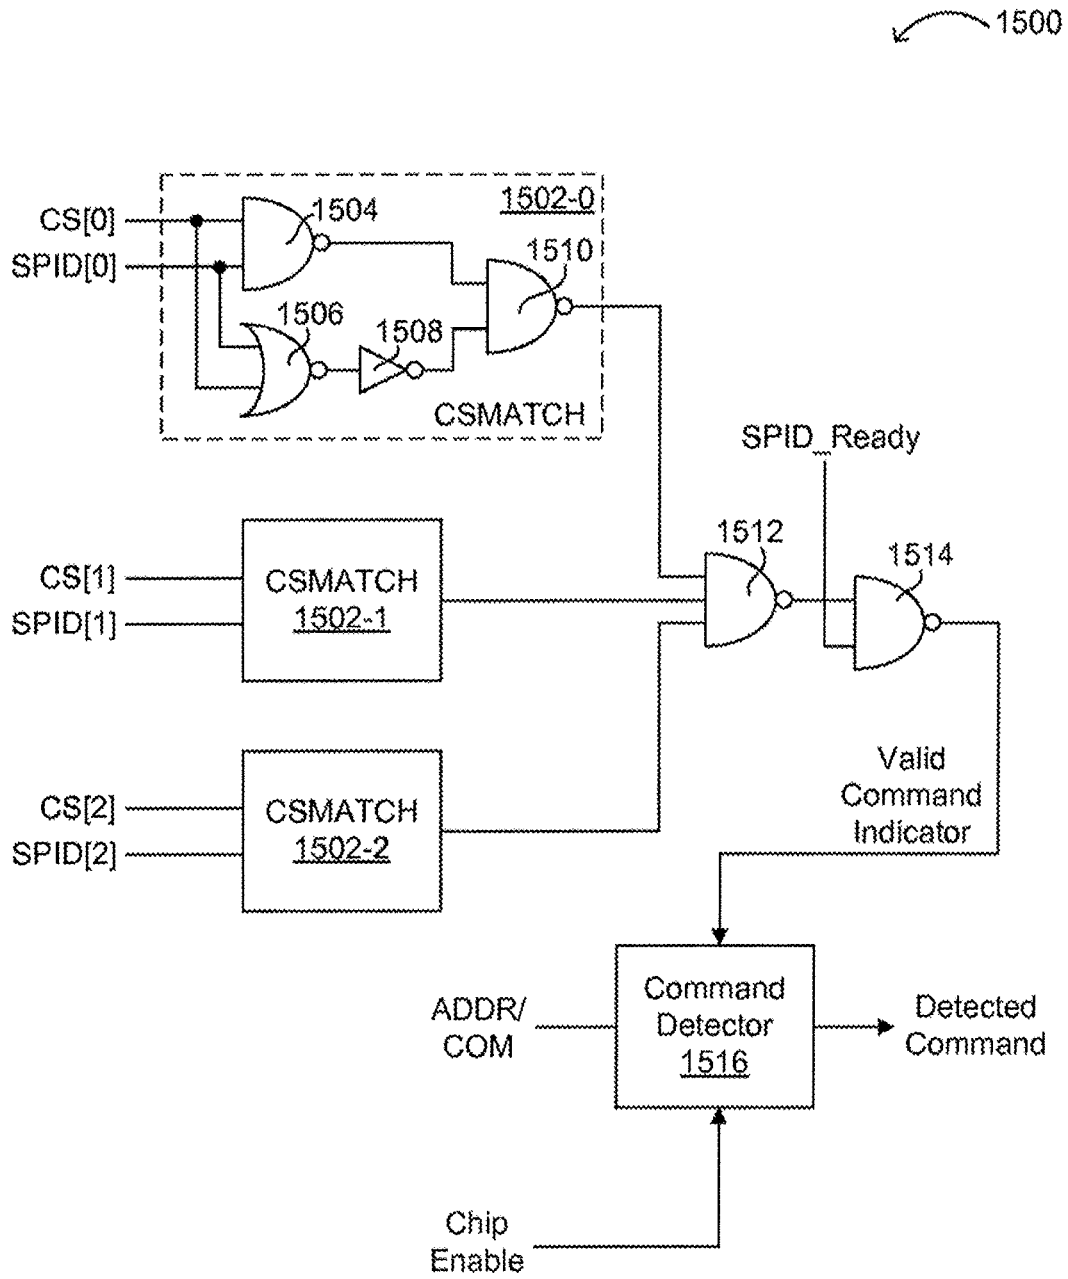 1500
1502-0
CS[0]
1504
SPID[0]
1510
1506
1508
CSMATCH
SPID_Ready
1512
1514
CS[1]
CSMATCH
SPID[1]
1502-1
Valid
Command
Indicator
CS[2]
CSMATCH
SPID[2]
1502-2
ADDR/
COM
Command
Detector
1516
Detected
Command
Chip
Enable